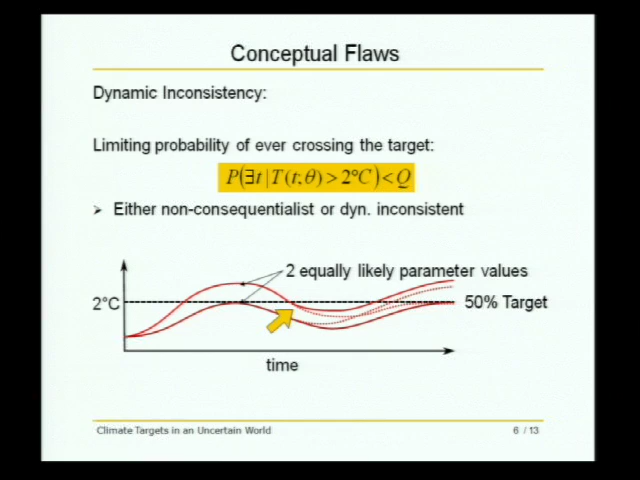 Conceptual Flaws
Dynamic Inconsistency:
Limiting probability of ever crossing the target:
P(∃t | T(t;θ) > 2°C) < Q
Either non-consequentialist or dyn. inconsistent
2 equally likely parameter values
2°C
50% Target
time
Climate Targets in an Uncertain World
6 / 13